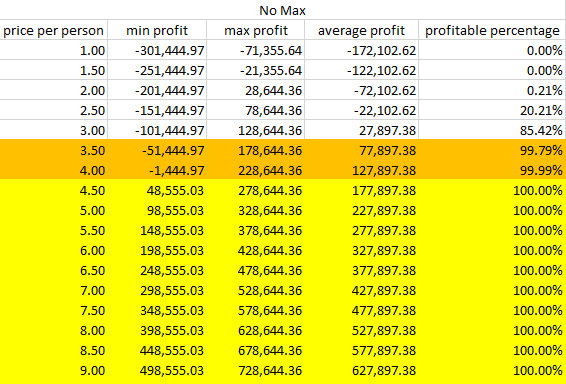 No Max
price per person min profit max profit average profit profitable percentage
1.00 -301,444.97 -71,355.64 -172,102.62 0.00%
1.50 -251,444.97 -21,355.64 -122,102.62 0.00%
2.00 -201,444.97 28,644.36 -72,102.62 0.21%
2.50 -151,444.97 78,644.36 -22,102.62 20.21%
3.00 -101,444.97 128,644.36 27,897.38 85.42%
3.50 -51,444.97 178,644.36 77,897.38 99.79%
4.00 -1,444.97 228,644.36 127,897.38 99.99%
4.50 48,555.03 278,644.36 177,897.38 100.00%
5.00 98,555.03 328,644.36 227,897.38 100.00%
5.50 148,555.03 378,644.36 277,897.38 100.00%
6.00 198,555.03 428,644.36 327,897.38 100.00%
6.50 248,555.03 478,644.36 377,897.38 100.00%
7.00 298,555.03 528,644.36 427,897.38 100.00%
7.50 348,555.03 578,644.36 477,897.38 100.00%
8.00 398,555.03 628,644.36 527,897.38 100.00%
8.50 448,555.03 678,644.36 577,897.38 100.00%
9.00 498,555.03 728,644.36 627,897.38 100.00%